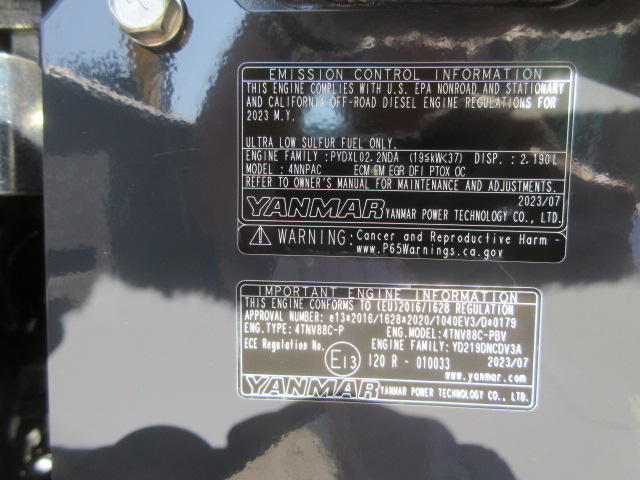 EMISSION CONTROL INFORMATION
THIS ENGINE COMPLIES WITH U.S. EPA NONROAD AND STATIONARY
AND CALIFORNIA OFF-ROAD DIESEL ENGINE REGULATIONS FOR
2023 M.Y.
ULTRA LOW SULFUR FUEL ONLY.
ENGINE FAMILY : PYDXL02.2NDA (19≤kW<37) DISP. : 2.190L
MODEL : 4NNPAC ECM EM EGR DFI PTOX OC
REFER TO OWNER'S MANUAL FOR MAINTENANCE AND ADJUSTMENTS.
2023/07
YANMAR YANMAR POWER TECHNOLOGY CO., LTD.
WARNING: Cancer and Reproductive Harm -
www.P65Warnings.ca.gov
IMPORTANT ENGINE INFORMATION
THIS ENGINE CONFORMS TO (EU)2016/1628 REGULATION
APPROVAL NUMBER: e13*2016/1628*2020/1040EV3/D*0179
ENG.TYPE: 4TNV88C-P ENG.MODEL: 4TNV88C-PBV
ENGINE FAMILY: YD219DNCDV3A
ECE Regulation No. E13 120 R - 010033 2023/07
www.yanmar.com
YANMAR YANMAR POWER TECHNOLOGY CO., LTD.